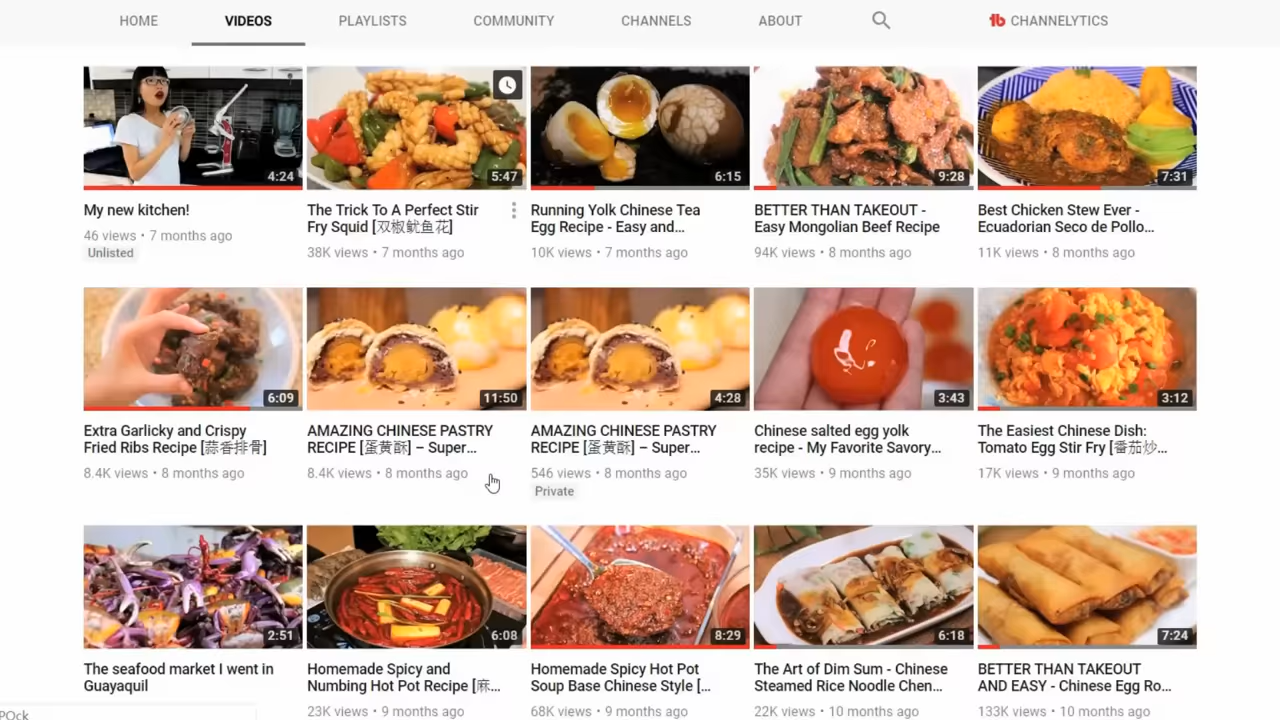 HOME VIDEOS PLAYLISTS COMMUNITY CHANNELS ABOUT CHANNELYTICS
4:24 5:47 6:15 9:28 7:31
My new kitchen!
46 views • 7 months ago
Unlisted
The Trick To A Perfect Stir
Fry Squid [双椒鱿鱼花]
38K views • 7 months ago
Running Yolk Chinese Tea
Egg Recipe - Easy and...
10K views • 7 months ago
BETTER THAN TAKEOUT -
Easy Mongolian Beef Recipe
94K views • 8 months ago
Best Chicken Stew Ever -
Ecuadorian Seco de Pollo...
11K views • 8 months ago
6:09 11:50 4:28 3:43 3:12
Extra Garlicky and Crispy
Fried Ribs Recipe [蒜香排骨]
8.4K views • 8 months ago
AMAZING CHINESE PASTRY
RECIPE [蛋黄酥] – Super...
8.4K views • 8 months ago
AMAZING CHINESE PASTRY
RECIPE [蛋黄酥] – Super...
546 views • 8 months ago
Private
Chinese salted egg yolk
recipe - My Favorite Savory...
35K views • 9 months ago
The Easiest Chinese Dish:
Tomato Egg Stir Fry [番茄炒...
17K views • 9 months ago
2:51 6:08 8:29 6:18 7:24
The seafood market I went in
Guayaquil
Homemade Spicy and
Numbing Hot Pot Recipe [麻...
23K views • 9 months ago
Homemade Spicy Hot Pot
Soup Base Chinese Style [...
68K views • 9 months ago
The Art of Dim Sum - Chinese
Steamed Rice Noodle Chen...
22K views • 10 months ago
BETTER THAN TAKEOUT
AND EASY - Chinese Egg Ro...
133K views • 10 months ago
POck